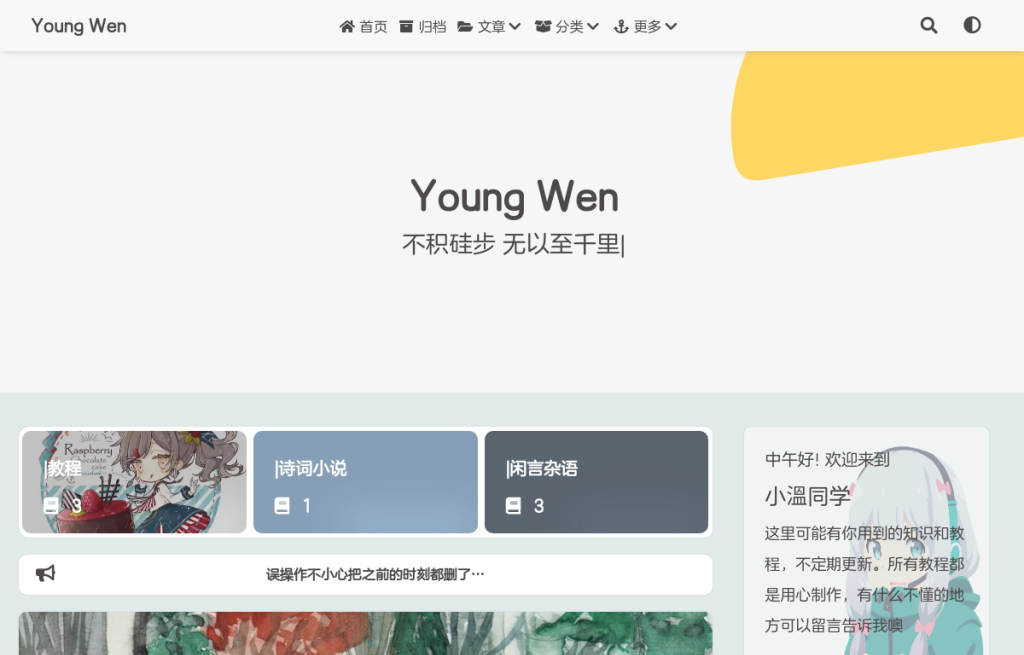 Young Wen
首页 归档 文章 分类 更多
Young Wen
不积硅步 无以至千里|
Raspberry
chocolate
cake
|教程
3
|诗词小说
1
|闲言杂语
3
误操作不小心把之前的时刻都删了…
中午好! 欢迎来到
小溫同学
这里可能有你用到的知识和教
程，不定期更新。所有教程都
是用心制作，有什么不懂的地
方可以留言告诉我噢